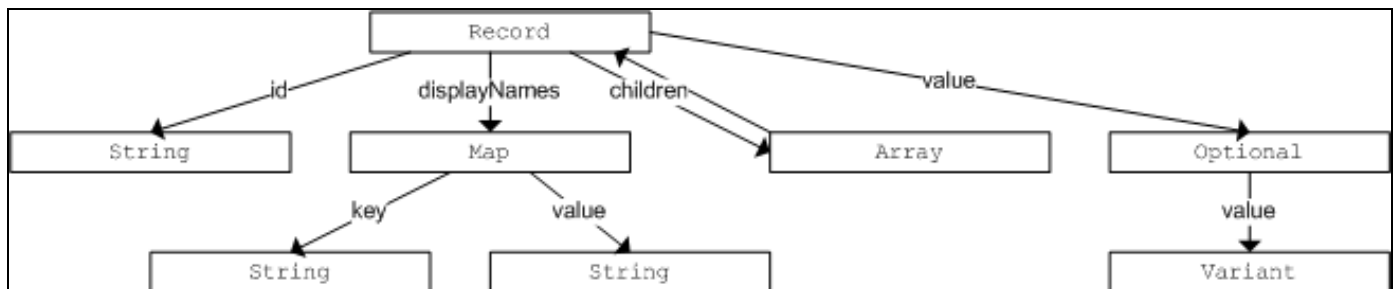 Record
id
displayNames
children
value
String
Map
Array
Optional
key
value
value
String
String
Variant